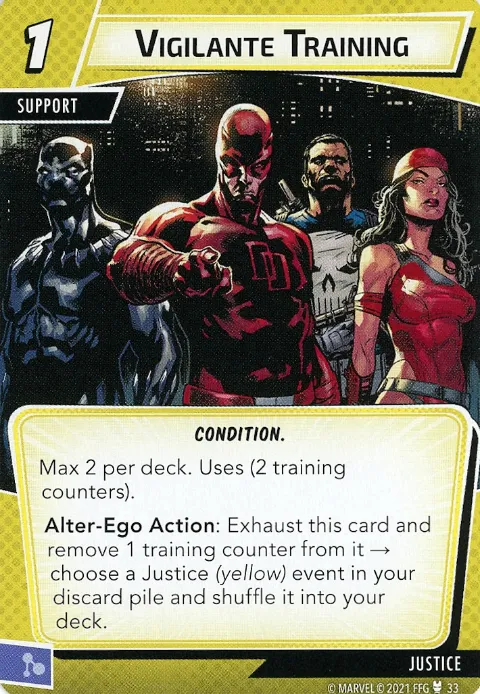 1
VIGILANTE TRAINING
SUPPORT
CONDITION.
Max 2 per deck. Uses (2 training
counters).
Alter-Ego Action: Exhaust this card and
remove 1 training counter from it →
choose a Justice (yellow) event in your
discard pile and shuffle it into your
deck.
JUSTICE
© MARVEL © 2021 FFG 33